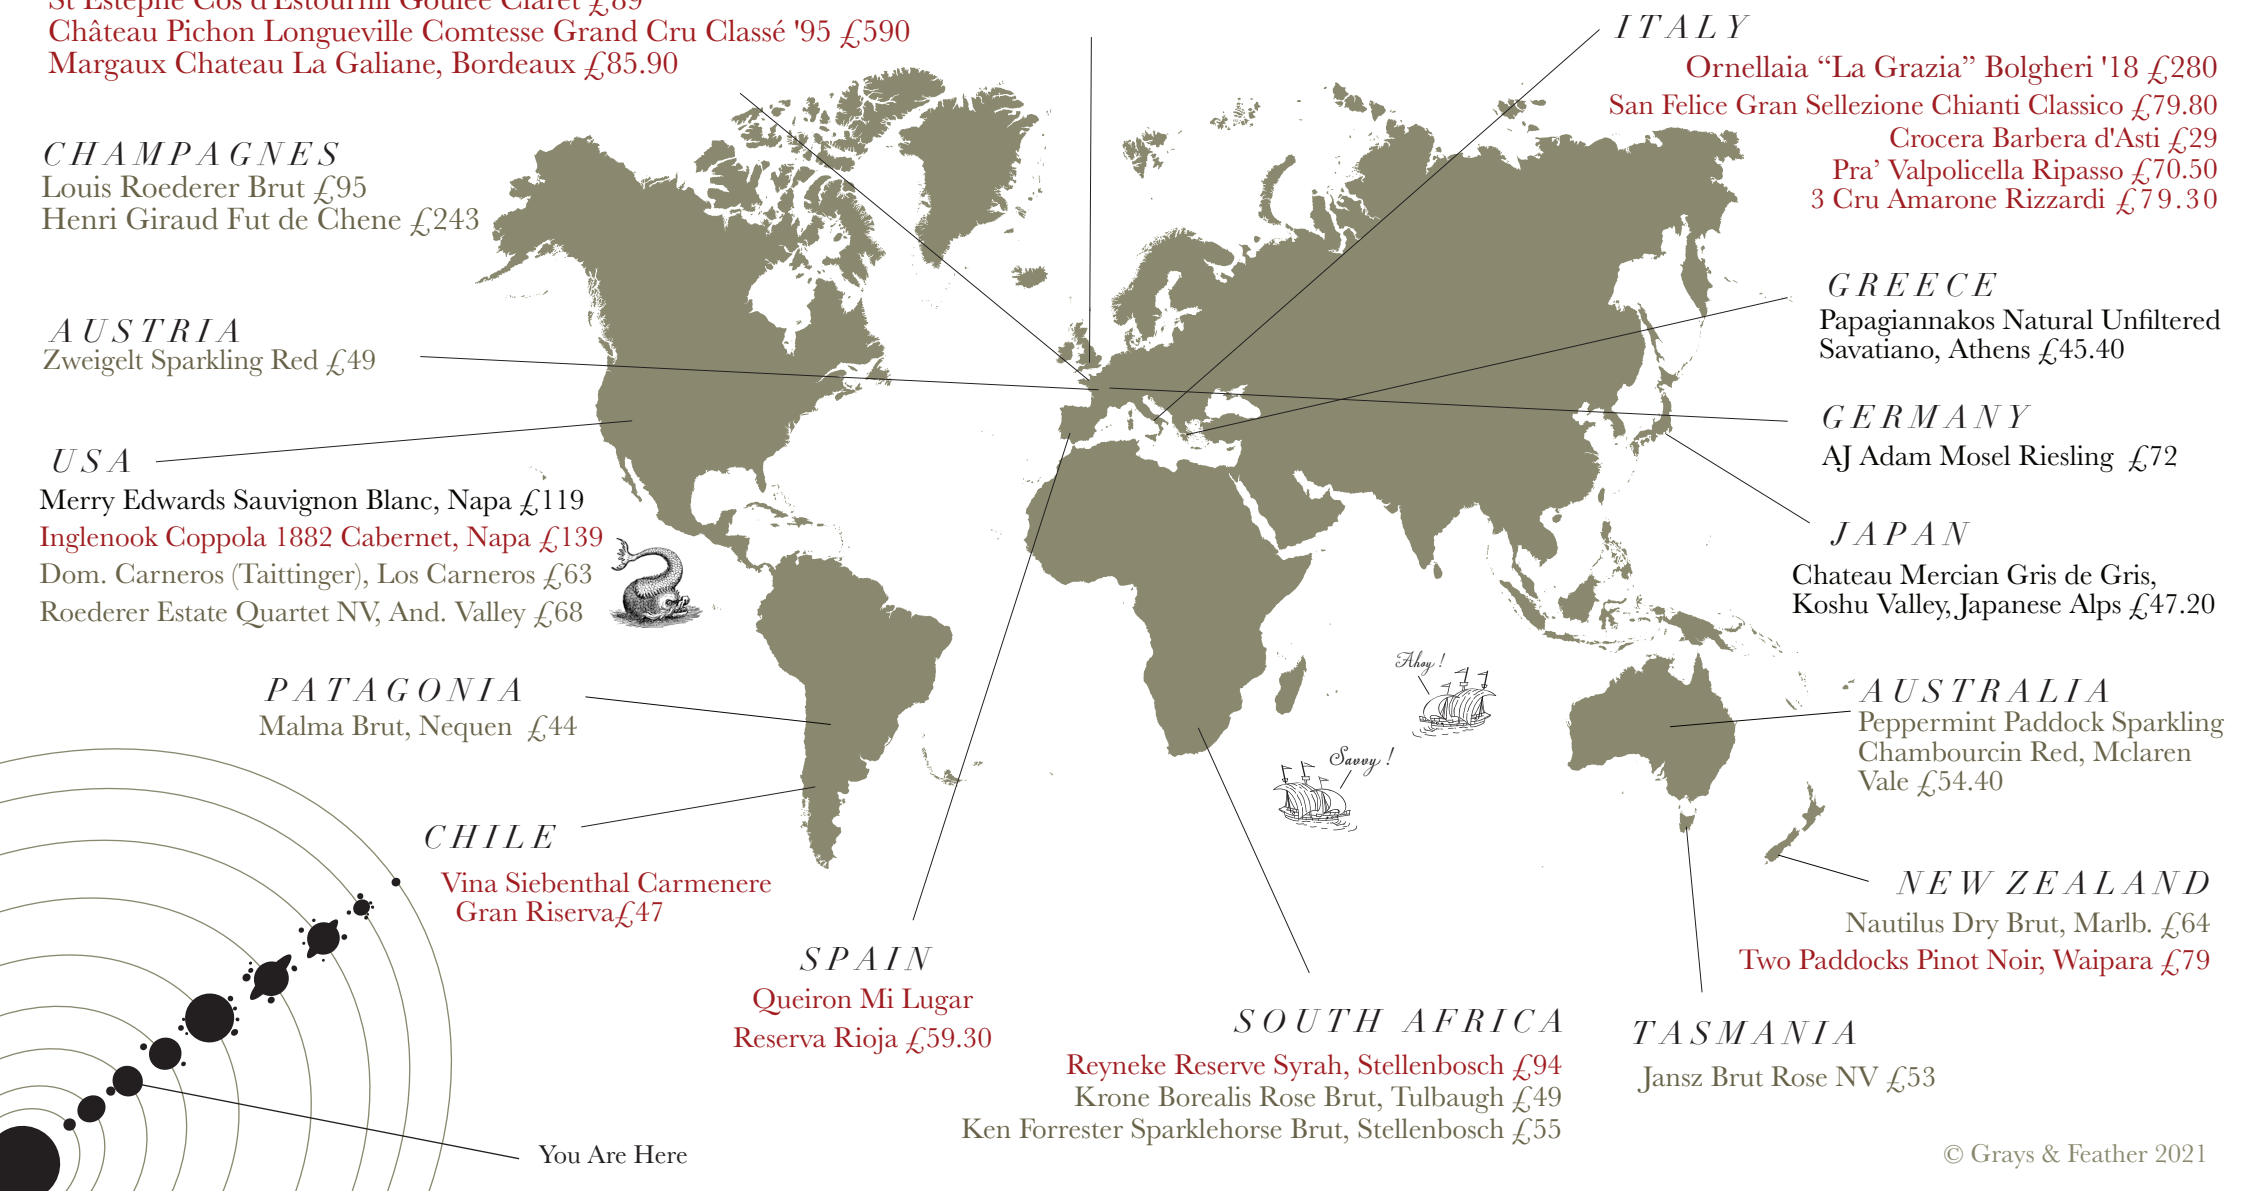 St Estèphe Cos d'Estournil Goulée Claret £89
Château Pichon Longueville Comtesse Grand Cru Classé '95 £590
Margaux Chateau La Galiane, Bordeaux £85.90
CHAMPAGNES
Louis Roederer Brut £95
Henri Giraud Fut de Chene £243
AUSTRIA
Zweigelt Sparkling Red £49
USA
Merry Edwards Sauvignon Blanc, Napa £119
Inglenook Coppola 1882 Cabernet, Napa £139
Dom. Carneros (Taittinger), Los Carneros £63
Roederer Estate Quartet NV, And. Valley £68
PATAGONIA
Malma Brut, Nequen £44
CHILE
Vina Siebenthal Carmenere
Gran Riserva£47
SPAIN
Queiron Mi Lugar
Reserva Rioja £59.30
You Are Here
ITALY
Ornellaia “La Grazia” Bolgheri '18 £280
San Felice Gran Sellezione Chianti Classico £79.80
Crocera Barbera d'Asti £29
Pra’ Valpolicella Ripasso £70.50
3 Cru Amarone Rizzardi £79.30
GREECE
Papagiannakos Natural Unfiltered
Savatiano, Athens £45.40
GERMANY
AJ Adam Mosel Riesling £72
JAPAN
Chateau Mercian Gris de Gris,
Koshu Valley, Japanese Alps £47.20
Ahoy !
Savvy !
AUSTRALIA
Peppermint Paddock Sparkling
Chambourcin Red, Mclaren
Vale £54.40
NEW ZEALAND
Nautilus Dry Brut, Marlb. £64
Two Paddocks Pinot Noir, Waipara £79
SOUTH AFRICA
Reyneke Reserve Syrah, Stellenbosch £94
Krone Borealis Rose Brut, Tulbaugh £49
Ken Forrester Sparklehorse Brut, Stellenbosch £55
TASMANIA
Jansz Brut Rose NV £53
© Grays & Feather 2021